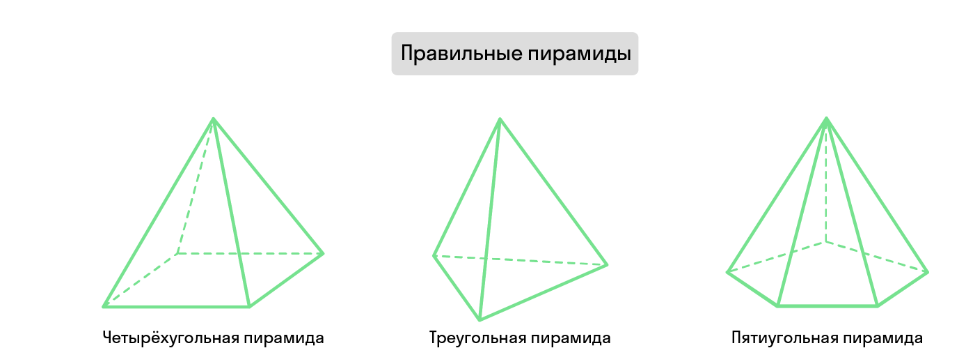 Правильные пирамиды
Четырёхугольная пирамида
Треугольная пирамида
Пятиугольная пирамида